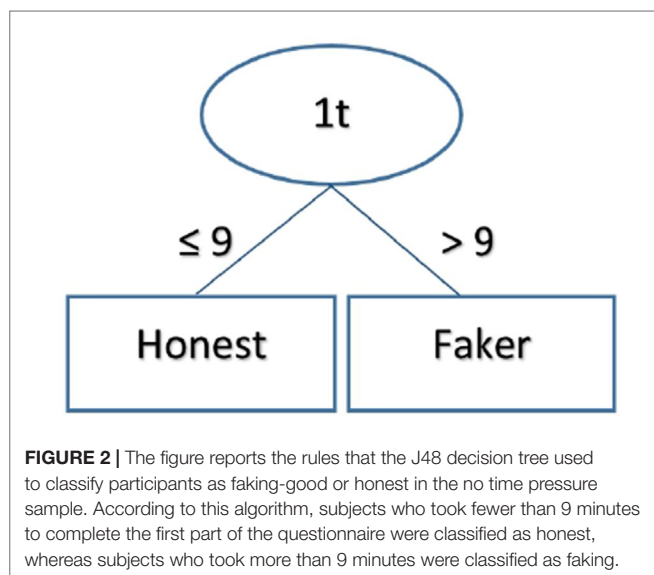 1t
≤ 9
> 9
Honest
Faker
FIGURE 2 | The figure reports the rules that the J48 decision tree used
to classify participants as faking-good or honest in the no time pressure
sample. According to this algorithm, subjects who took fewer than 9 minutes
to complete the first part of the questionnaire were classified as honest,
whereas subjects who took more than 9 minutes were classified as faking.